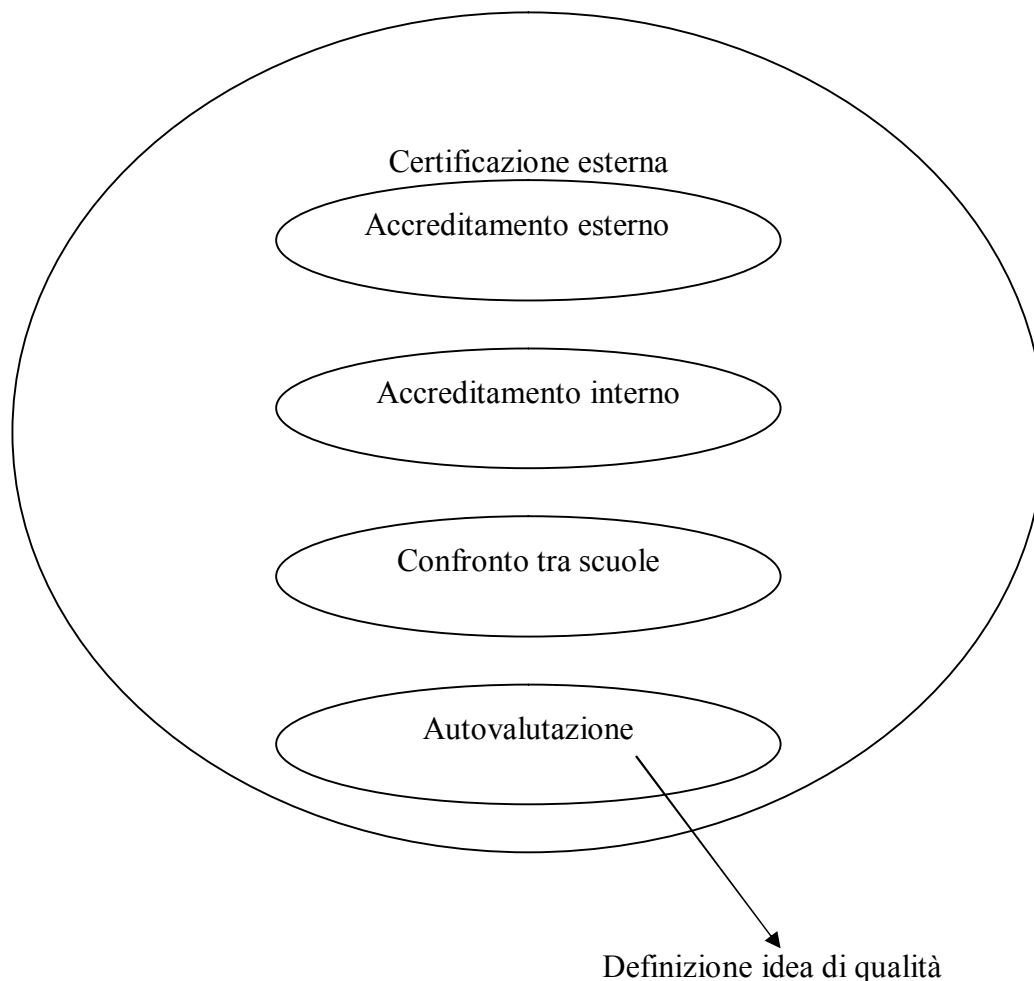 Certificazione esterna
Accreditamento esterno
Accreditamento interno
Confronto tra scuole
Autovalutazione
Definizione idea di qualità